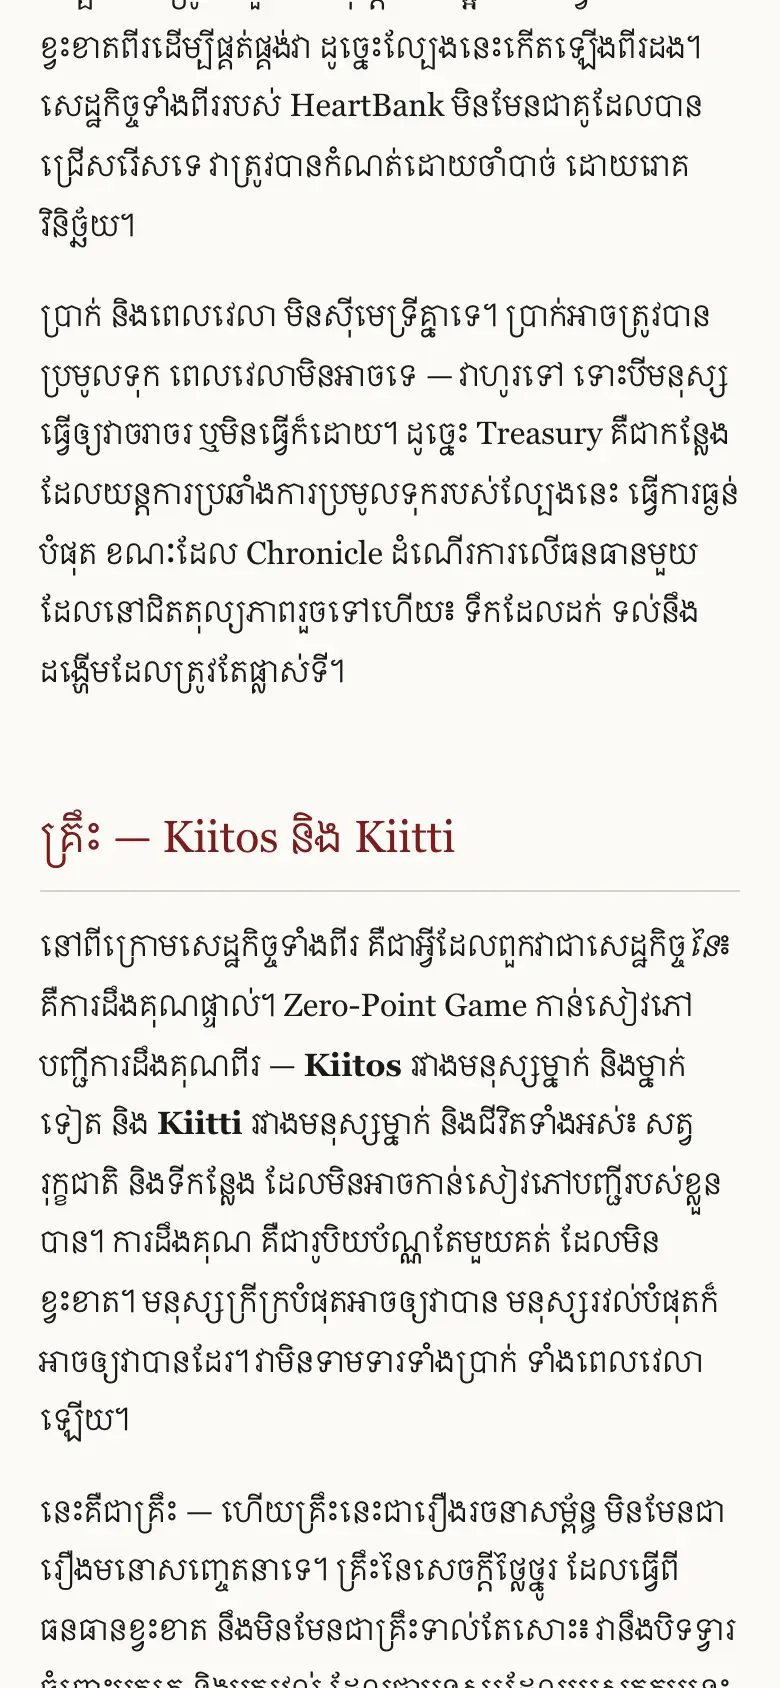 ខ្វះខាតពីរដើម្បីផ្គត់ផ្គង់វា ដូច្នេះល្បែងនេះកើតឡើងពីរដង។
សេដ្ឋកិច្ចទាំងពីររបស់ HeartBank មិនមែនជាគូដែលបាន
ជ្រើសរើសទេ វាត្រូវបានកំណត់ដោយចាំបាច់ ដោយរោគ
វិនិច្ឆ័យ។
ប្រាក់ និងពេលវេលា មិនស៊ីមេទ្រីគ្នាទេ។ ប្រាក់អាចត្រូវបាន
ប្រមូលទុក ពេលវេលាមិនអាចទេ — វាហូរទៅ ទោះបីមនុស្ស
ធ្វើឲ្យវាចរាចរ ឬមិនធ្វើក៏ដោយ។ ដូច្នេះ Treasury គឺជាកន្លែង
ដែលយន្តការប្រឆាំងការប្រមូលទុករបស់ល្បែងនេះ ធ្វើការធ្ងន់
បំផុត ខណៈដែល Chronicle ដំណើរការលើធនធានមួយ
ដែលនៅជិតតុល្យភាពរួចទៅហើយ៖ ទឹកដែលដក់ ទល់នឹង
ដង្ហើមដែលត្រូវតែផ្លាស់ទី។
គ្រឹះ — Kiitos និង Kiitti
នៅពីក្រោមសេដ្ឋកិច្ចទាំងពីរ គឺជាអ្វីដែលពួកវាជាសេដ្ឋកិច្ចនៃ៖
គឺការដឹងគុណផ្ទាល់។ Zero-Point Game កាន់សៀវភៅ
បញ្ជីការដឹងគុណពីរ — Kiitos រវាងមនុស្សម្នាក់ និងម្នាក់
ទៀត និង Kiitti រវាងមនុស្សម្នាក់ និងជីវិតទាំងអស់៖ សត្វ
រុក្ខជាតិ និងទីកន្លែង ដែលមិនអាចកាន់សៀវភៅបញ្ជីរបស់ខ្លួន
បាន។ ការដឹងគុណ គឺជារូបិយប័ណ្ណតែមួយគត់ ដែលមិន
ខ្វះខាត។ មនុស្សក្រីក្របំផុតអាចឲ្យវាបាន មនុស្សរវល់បំផុតក៏
អាចឲ្យវាបានដែរ។ វាមិនទាមទារទាំងប្រាក់ ទាំងពេលវេលា
ឡើយ។
នេះគឺជាគ្រឹះ — ហើយគ្រឹះនេះជារឿងរចនាសម្ព័ន្ធ មិនមែនជា
រឿងមនោសញ្ចេតនាទេ។ គ្រឹះនៃសេចក្តីថ្លៃថ្នូរ ដែលធ្វើពី
ធនធានខ្វះខាត នឹងមិនមែនជាគ្រឹះទាល់តែសោះ៖ វានឹងបិទទ្វារ